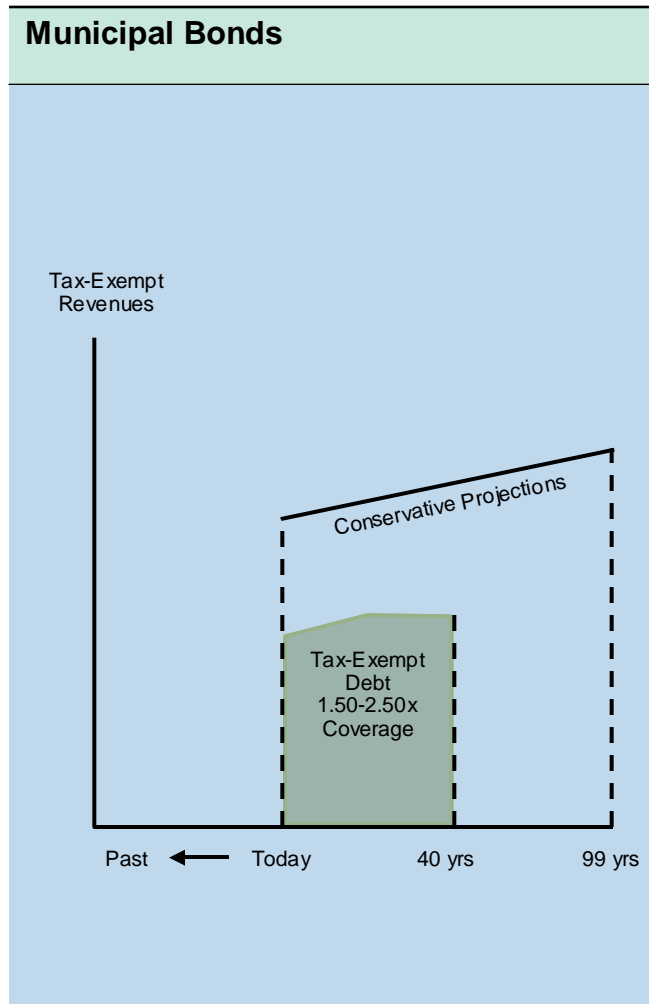 Municipal Bonds
Tax-Exempt
Revenues
Conservative Projections
Tax-Exempt
Debt
1.50-2.50x
Coverage
Past
Today
40 yrs
99 yrs